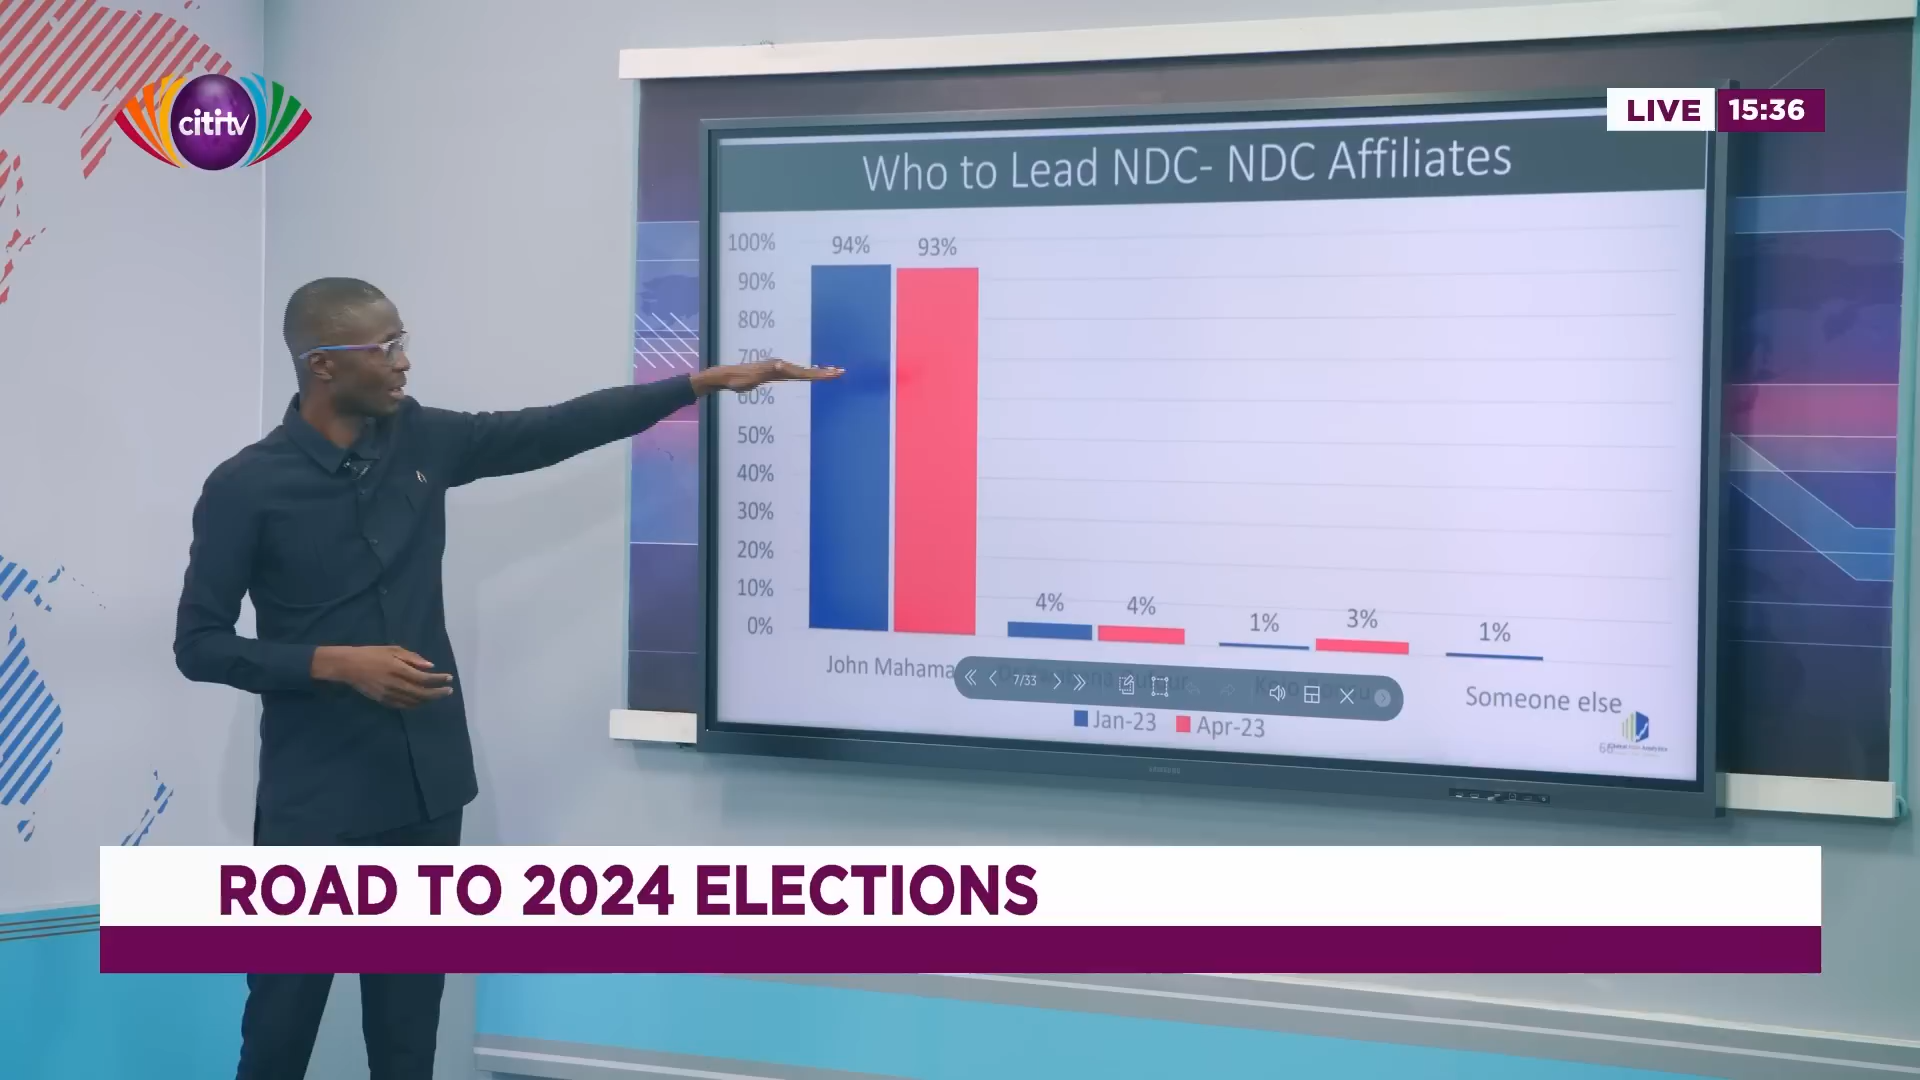 citi tv
LIVE 15:36
Who to Lead NDC- NDC Affiliates
100%
90%
80%
70%
60%
50%
40%
30%
20%
10%
0%
94% 93%
4% 4%
1% 3%
1%
John Mahama
Someone else
7/33
Jan-23 Apr-23
SAMSUNG
ROAD TO 2024 ELECTIONS